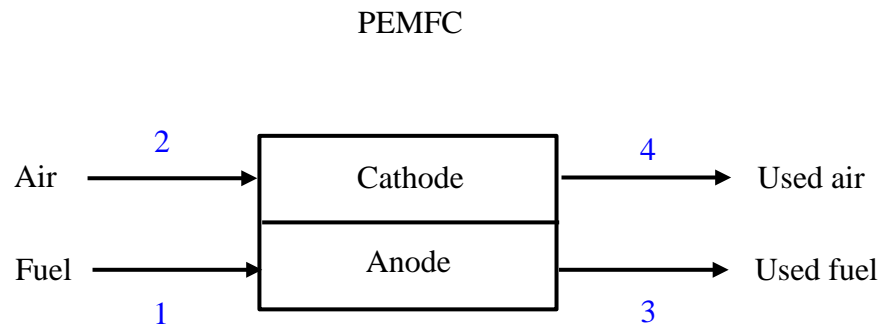 PEMFC
2
4
Air
Cathode
Used air
Fuel
Anode
Used fuel
1
3